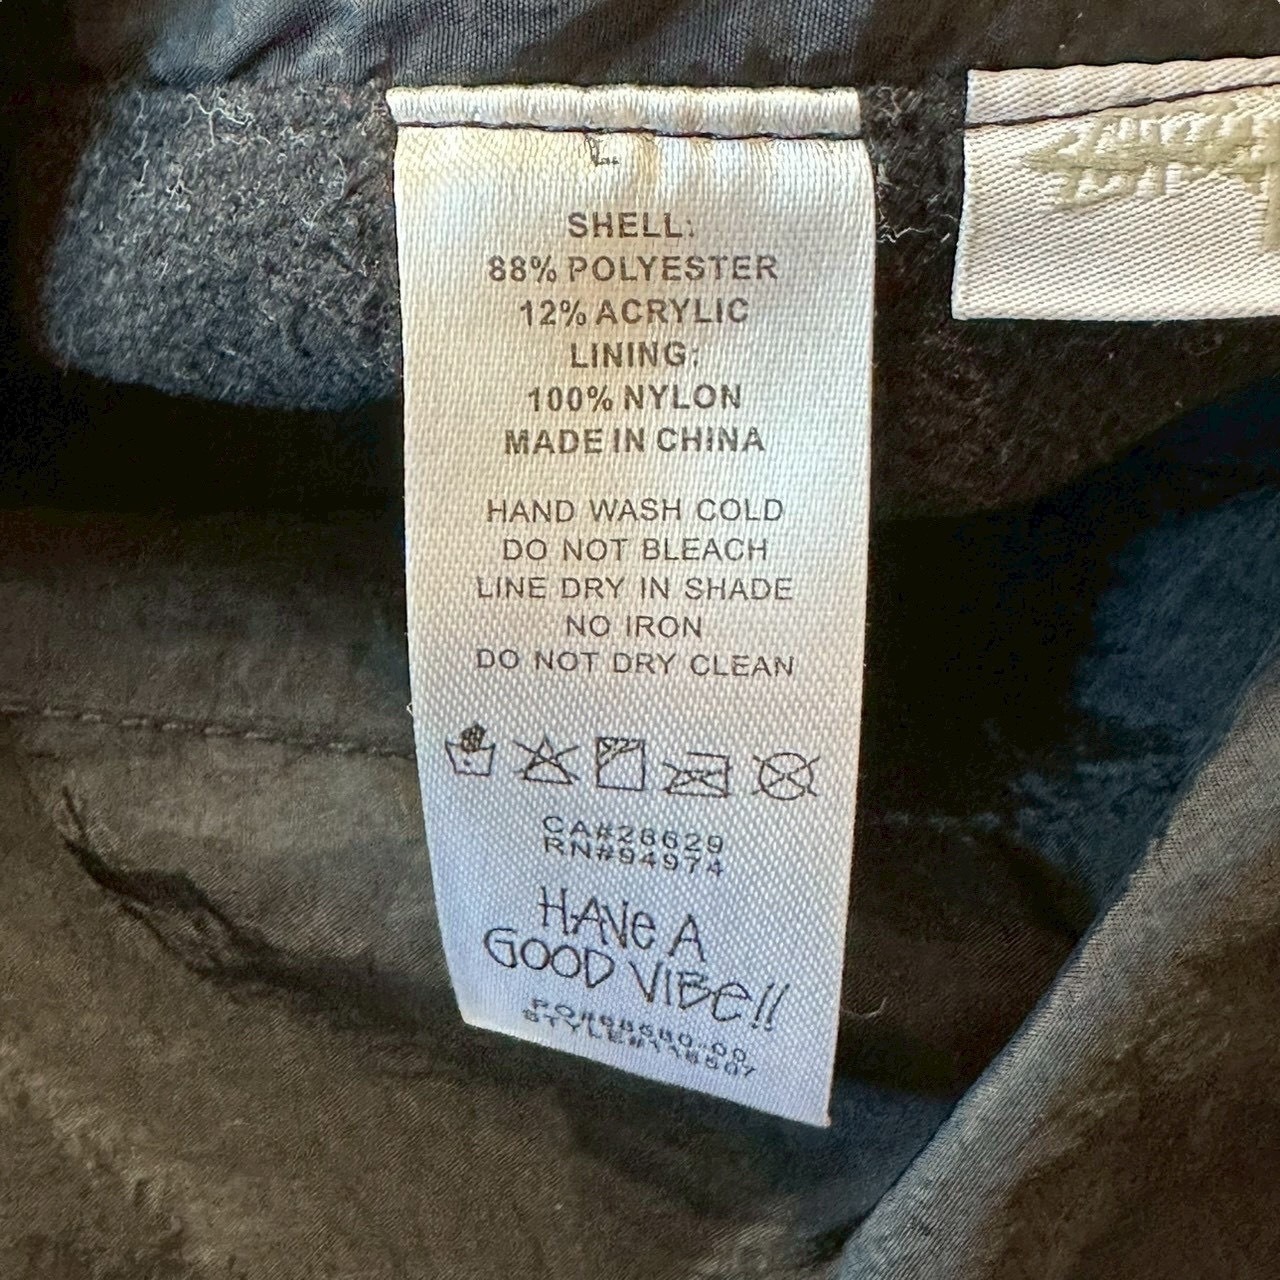 SHELL:
88% POLYESTER
12% ACRYLIC
LINING:
100% NYLON
MADE IN CHINA
HAND WASH COLD
DO NOT BLEACH
LINE DRY IN SHADE
NO IRON
DO NOT DRY CLEAN
CA#28629
RN#94974
HAVE A
GOOD VIBE!!